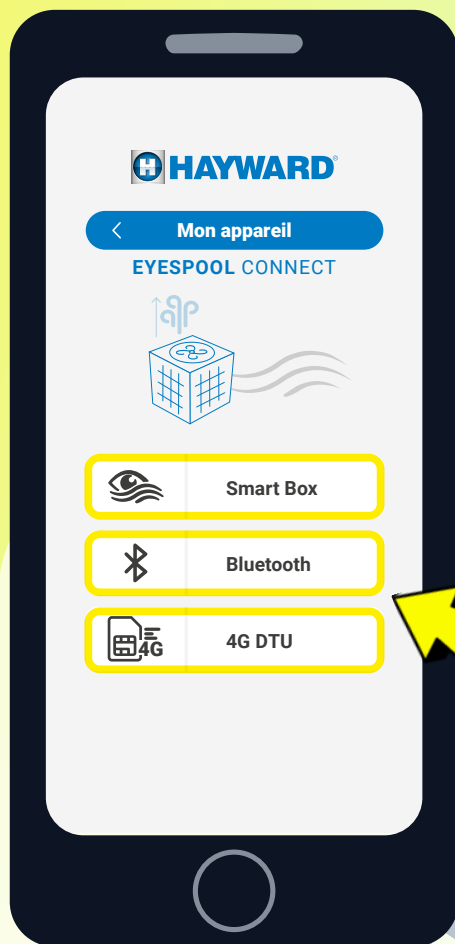 HAYWARD®
Mon appareil
EYESPOOL CONNECT
Smart Box
Bluetooth
4G
4G DTU